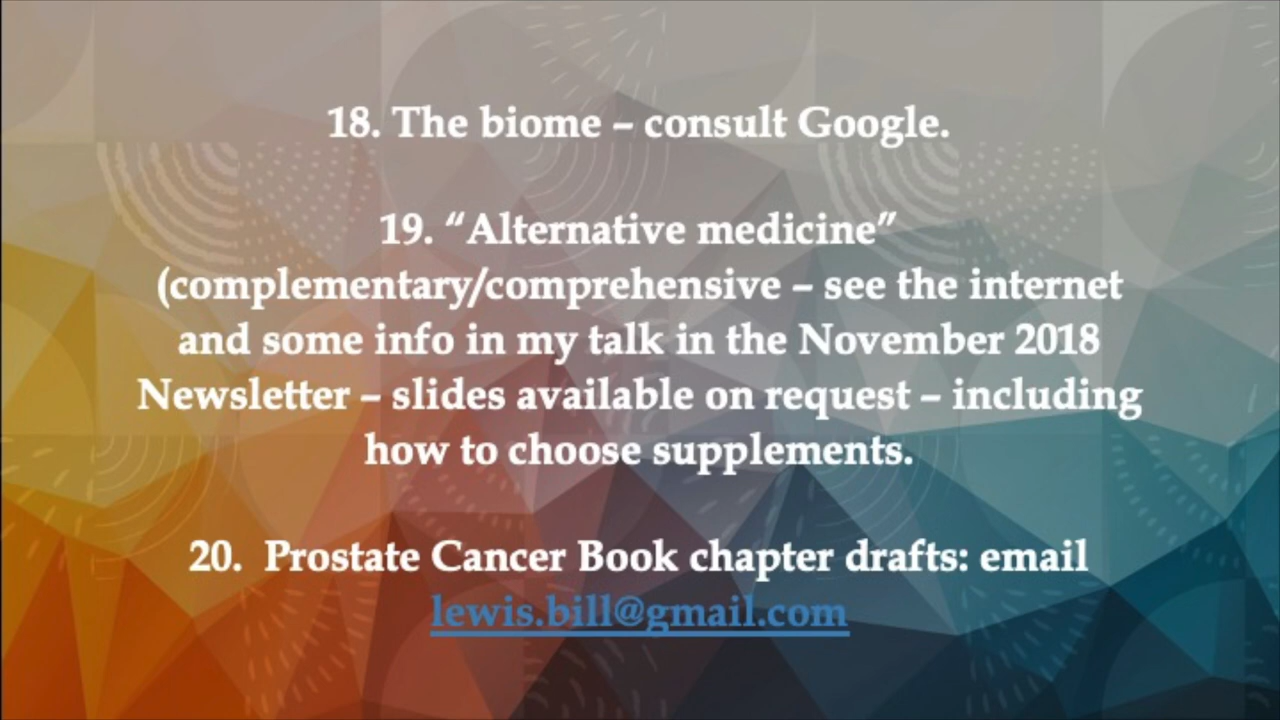 18. The biome – consult Google.
19. “Alternative medicine”
(complementary/comprehensive – see the internet
and some info in my talk in the November 2018
Newsletter – slides available on request – including
how to choose supplements.
20.  Prostate Cancer Book chapter drafts: email
lewis.bill@gmail.com